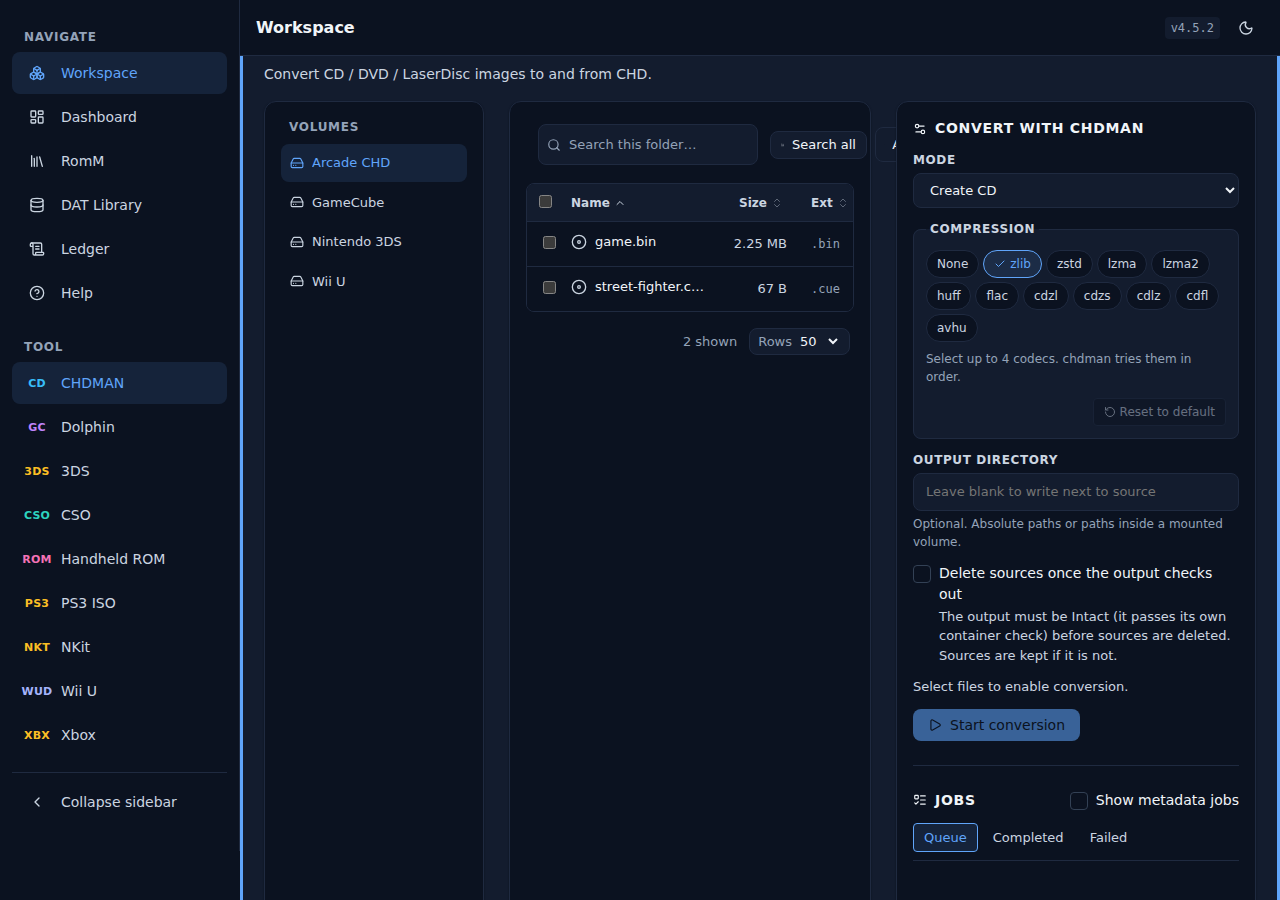 NAVIGATE
Workspace
Dashboard
RomM
DAT Library
Ledger
Help
TOOL
CD CHDMAN
GC Dolphin
3DS 3DS
CSO CSO
ROM Handheld ROM
PS3 PS3 ISO
NKT NKit
WUD Wii U
XBX Xbox
Collapse sidebar
Workspace
v4.5.2
Convert CD / DVD / LaserDisc images to and from CHD.
VOLUMES
Arcade CHD
GameCube
Nintendo 3DS
Wii U
Search this folder…
Search all
Name Size Ext
game.bin 2.25 MB .bin
street-fighter.c… 67 B .cue
2 shown Rows 50
CONVERT WITH CHDMAN
MODE
Create CD
COMPRESSION
None zlib zstd lzma lzma2
huff flac cdzl cdzs cdlz cdfl
avhu
Select up to 4 codecs. chdman tries them in
order.
Reset to default
OUTPUT DIRECTORY
Leave blank to write next to source
Optional. Absolute paths or paths inside a mounted
volume.
Delete sources once the output checks
out
The output must be Intact (it passes its own
container check) before sources are deleted.
Sources are kept if it is not.
Select files to enable conversion.
Start conversion
JOBS
Show metadata jobs
Queue Completed Failed